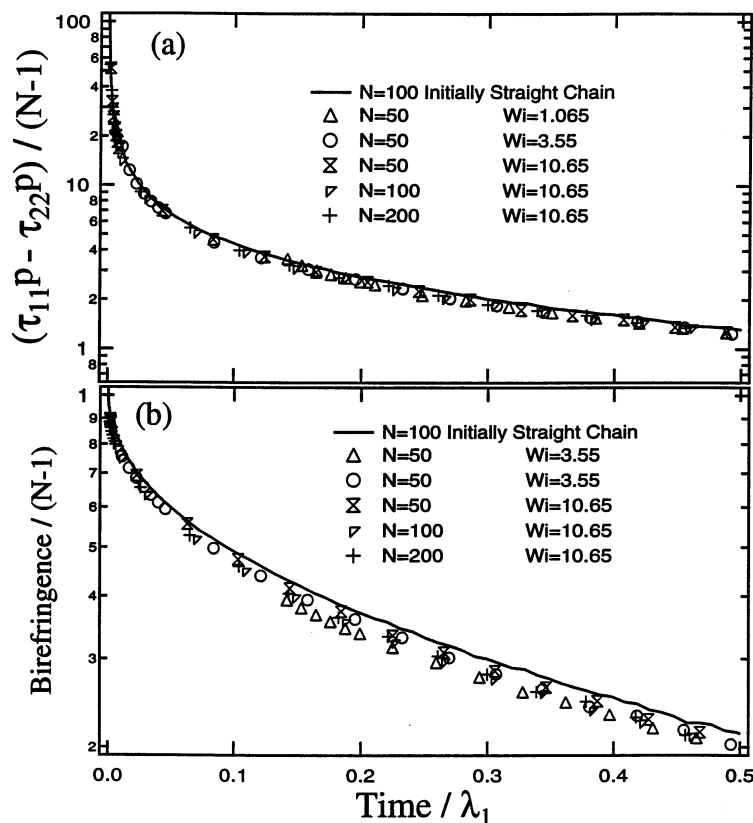 (a)
(τ11p - τ22p) / (N-1)
100
8
6
4
2
10
8
6
4
2
1
8
N=100 Initially Straight Chain
N=50 Wi=1.065
N=50 Wi=3.55
N=50 Wi=10.65
N=100 Wi=10.65
N=200 Wi=10.65
(b)
Birefringence / (N-1)
1
9
8
7
6
5
4
3
2
N=100 Initially Straight Chain
N=50 Wi=3.55
N=50 Wi=3.55
N=50 Wi=10.65
N=100 Wi=10.65
N=200 Wi=10.65
0.0 0.1 0.2 0.3 0.4 0.5
Time / λ1